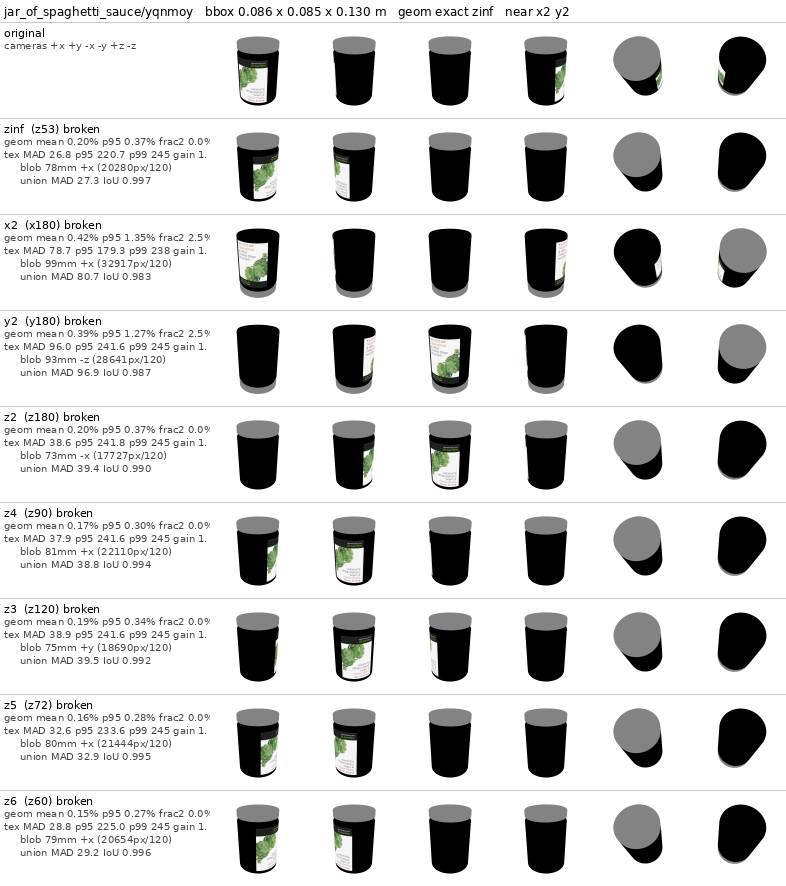 jar_of_spaghetti_sauce/yqnmoy bbox 0.086 x 0.085 x 0.130 m geom exact zinf near x2 y2
original
cameras +x +y -x -y +z -z
zinf (z53) broken
geom mean 0.20% p95 0.37% frac2 0.0%
tex MAD 26.8 p95 220.7 p99 245 gain 1.
blob 78mm +x (20280px/120)
union MAD 27.3 IoU 0.997
x2 (x180) broken
geom mean 0.42% p95 1.35% frac2 2.5%
tex MAD 78.7 p95 179.3 p99 238 gain 1.
blob 99mm +x (32917px/120)
union MAD 80.7 IoU 0.983
y2 (y180) broken
geom mean 0.39% p95 1.27% frac2 2.5%
tex MAD 96.0 p95 241.6 p99 245 gain 1.
blob 93mm -z (28641px/120)
union MAD 96.9 IoU 0.987
z2 (z180) broken
geom mean 0.20% p95 0.37% frac2 0.0%
tex MAD 38.6 p95 241.8 p99 245 gain 1.
blob 73mm -x (17727px/120)
union MAD 39.4 IoU 0.990
z4 (z90) broken
geom mean 0.17% p95 0.30% frac2 0.0%
tex MAD 37.9 p95 241.6 p99 245 gain 1.
blob 81mm +x (22110px/120)
union MAD 38.8 IoU 0.994
z3 (z120) broken
geom mean 0.19% p95 0.34% frac2 0.0%
tex MAD 38.9 p95 241.6 p99 245 gain 1.
blob 75mm +y (18690px/120)
union MAD 39.5 IoU 0.992
z5 (z72) broken
geom mean 0.16% p95 0.28% frac2 0.0%
tex MAD 32.6 p95 233.6 p99 245 gain 1.
blob 80mm +x (21444px/120)
union MAD 32.9 IoU 0.995
z6 (z60) broken
geom mean 0.15% p95 0.27% frac2 0.0%
tex MAD 28.8 p95 225.0 p99 245 gain 1.
blob 79mm +x (20654px/120)
union MAD 29.2 IoU 0.996